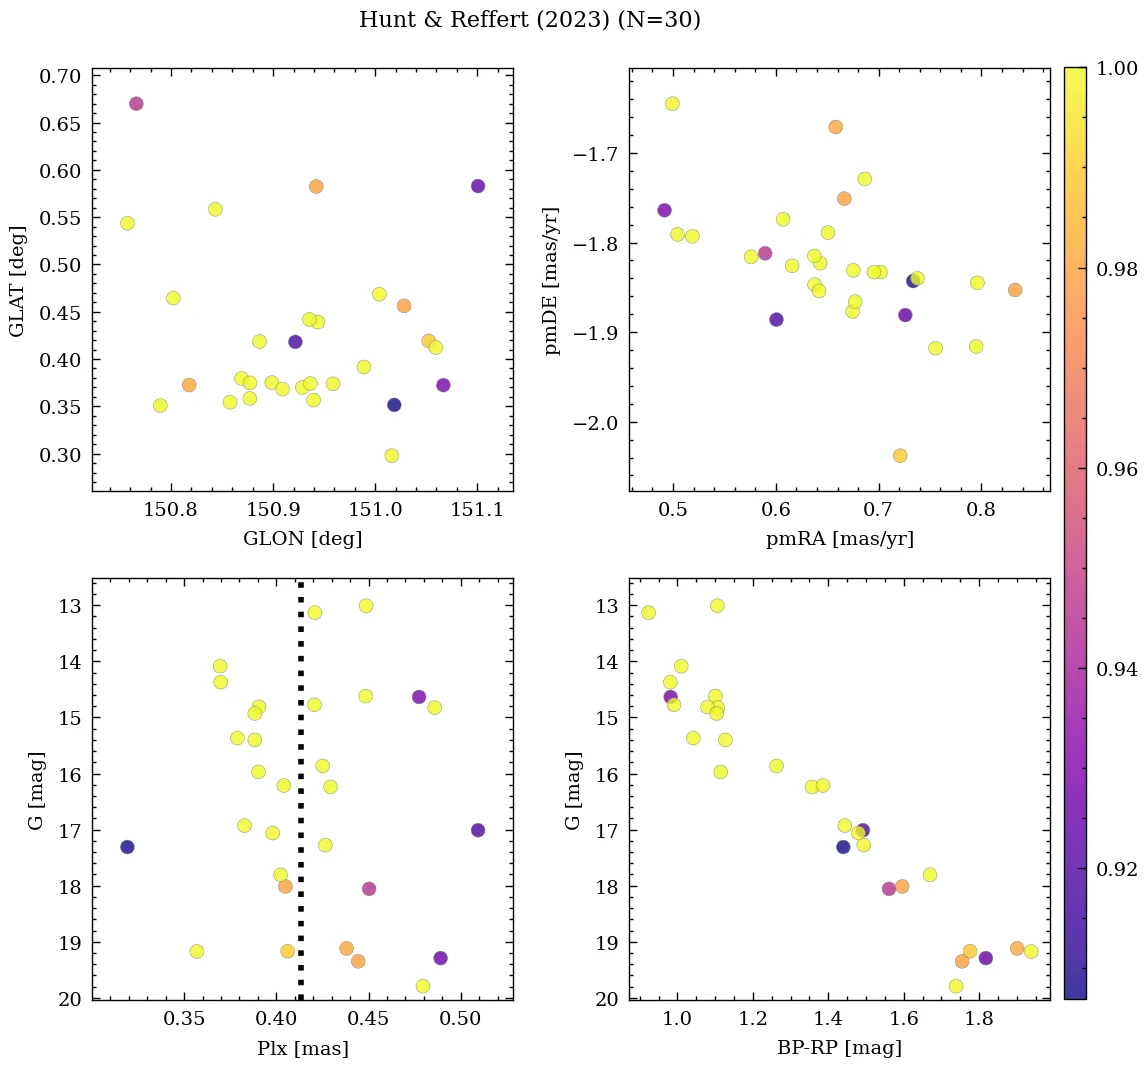 Hunt & Reffert (2023) (N=30)
0.70
0.65
0.60
0.55
0.50
0.45
0.40
0.35
0.30
GLAT [deg]
150.8 150.9 151.0 151.1
GLON [deg]
−1.7
−1.8
−1.9
−2.0
pmDE [mas/yr]
0.5 0.6 0.7 0.8
pmRA [mas/yr]
13
14
15
16
17
18
19
20
G [mag]
0.35 0.40 0.45 0.50
Plx [mas]
13
14
15
16
17
18
19
20
G [mag]
1.0 1.2 1.4 1.6 1.8
BP-RP [mag]
1.00
0.98
0.96
0.94
0.92